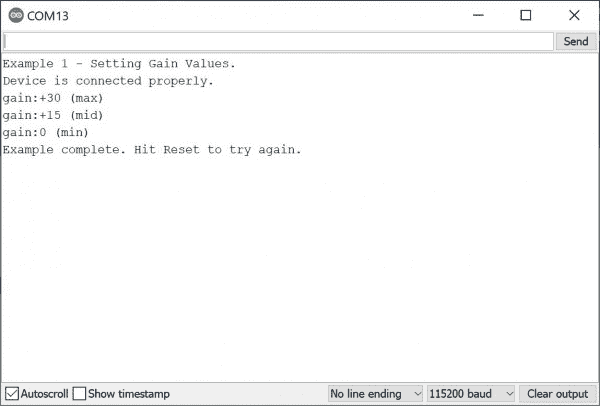 COM13
Send
Example 1 - Setting Gain Values.
Device is connected properly.
gain:+30 (max)
gain:+15 (mid)
gain:0 (min)
Example complete. Hit Reset to try again.
Autoscroll Show timestamp No line ending 115200 baud Clear output